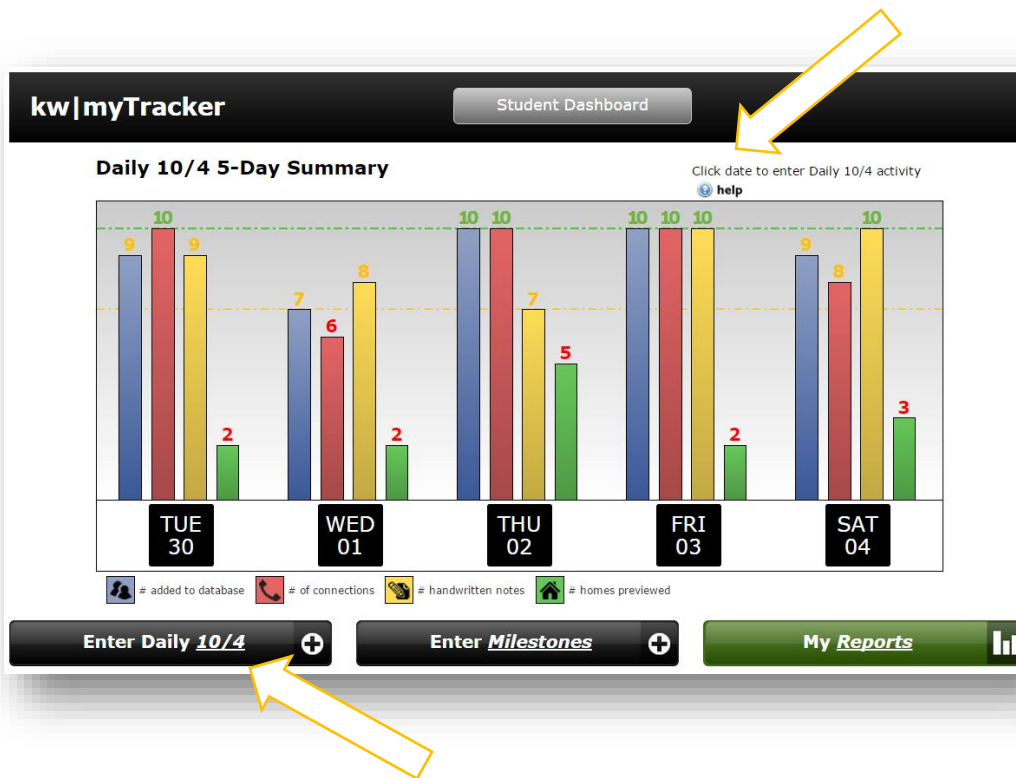 kw|myTracker
Student Dashboard
Daily 10/4 5-Day Summary
Click date to enter Daily 10/4 activity
help
9 10 9 2
7 6 8 2
10 10 7 5
10 10 10 2
9 8 10 3
TUE 30
WED 01
THU 02
FRI 03
SAT 04
# added to database # of connections # handwritten notes # homes previewed
Enter Daily 10/4
Enter Milestones
My Reports